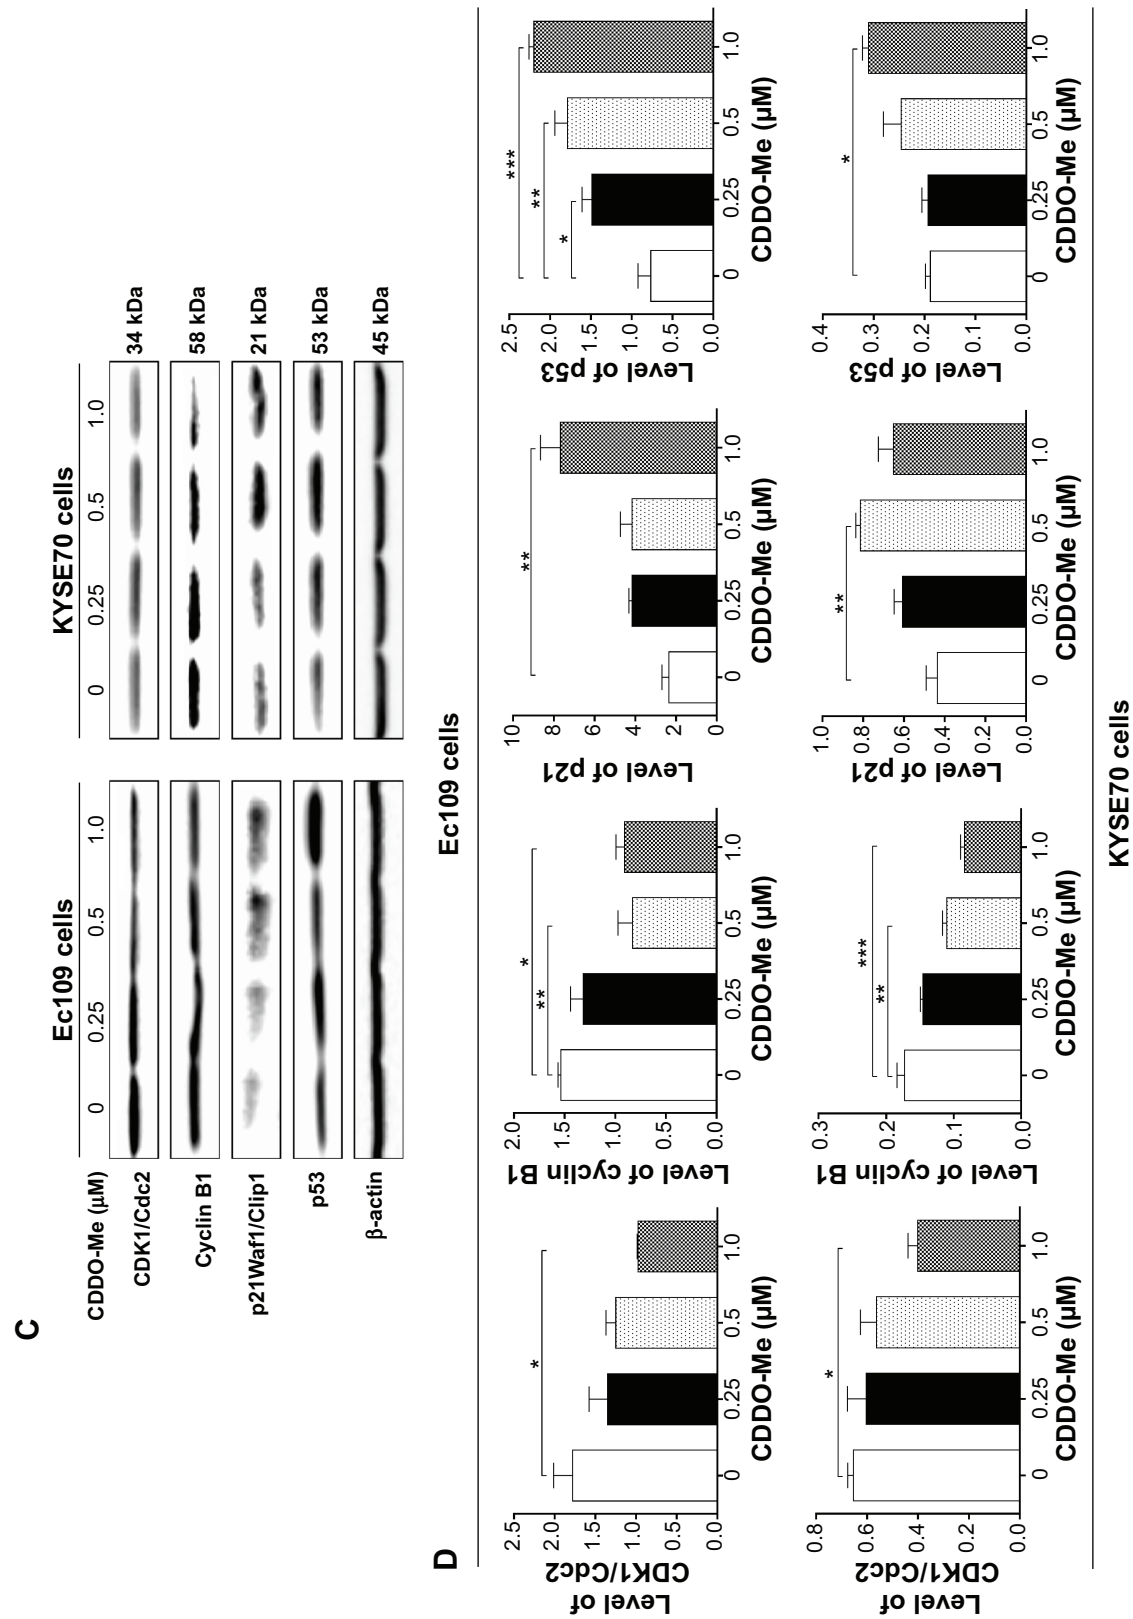 C
Ec109 cells
KYSE70 cells
CDDO-Me (μM)
0 0.25 0.5 1.0
0 0.25 0.5 1.0
CDK1/Cdc2
34 kDa
Cyclin B1
58 kDa
p21Waf1/Clip1
21 kDa
p53
53 kDa
β-actin
45 kDa
D
Ec109 cells
Level of
CDK1/Cdc2
2.5
2.0
1.5
1.0
0.5
0.0
*
0 0.25 0.5 1.0
CDDO-Me (μM)
Level of cyclin B1
2.0
1.5
1.0
0.5
0.0
*
**
0 0.25 0.5 1.0
CDDO-Me (μM)
Level of p21
10
8
6
4
2
0
**
0 0.25 0.5 1.0
CDDO-Me (μM)
Level of p53
2.5
2.0
1.5
1.0
0.5
0.0
***
**
*
0 0.25 0.5 1.0
CDDO-Me (μM)
Level of
CDK1/Cdc2
0.8
0.6
0.4
0.2
0.0
*
0 0.25 0.5 1.0
CDDO-Me (μM)
Level of cyclin B1
0.3
0.2
0.1
0.0
***
**
0 0.25 0.5 1.0
CDDO-Me (μM)
Level of p21
1.0
0.8
0.6
0.4
0.2
0.0
**
0 0.25 0.5 1.0
CDDO-Me (μM)
Level of p53
0.4
0.3
0.2
0.1
0.0
*
0 0.25 0.5 1.0
CDDO-Me (μM)
KYSE70 cells